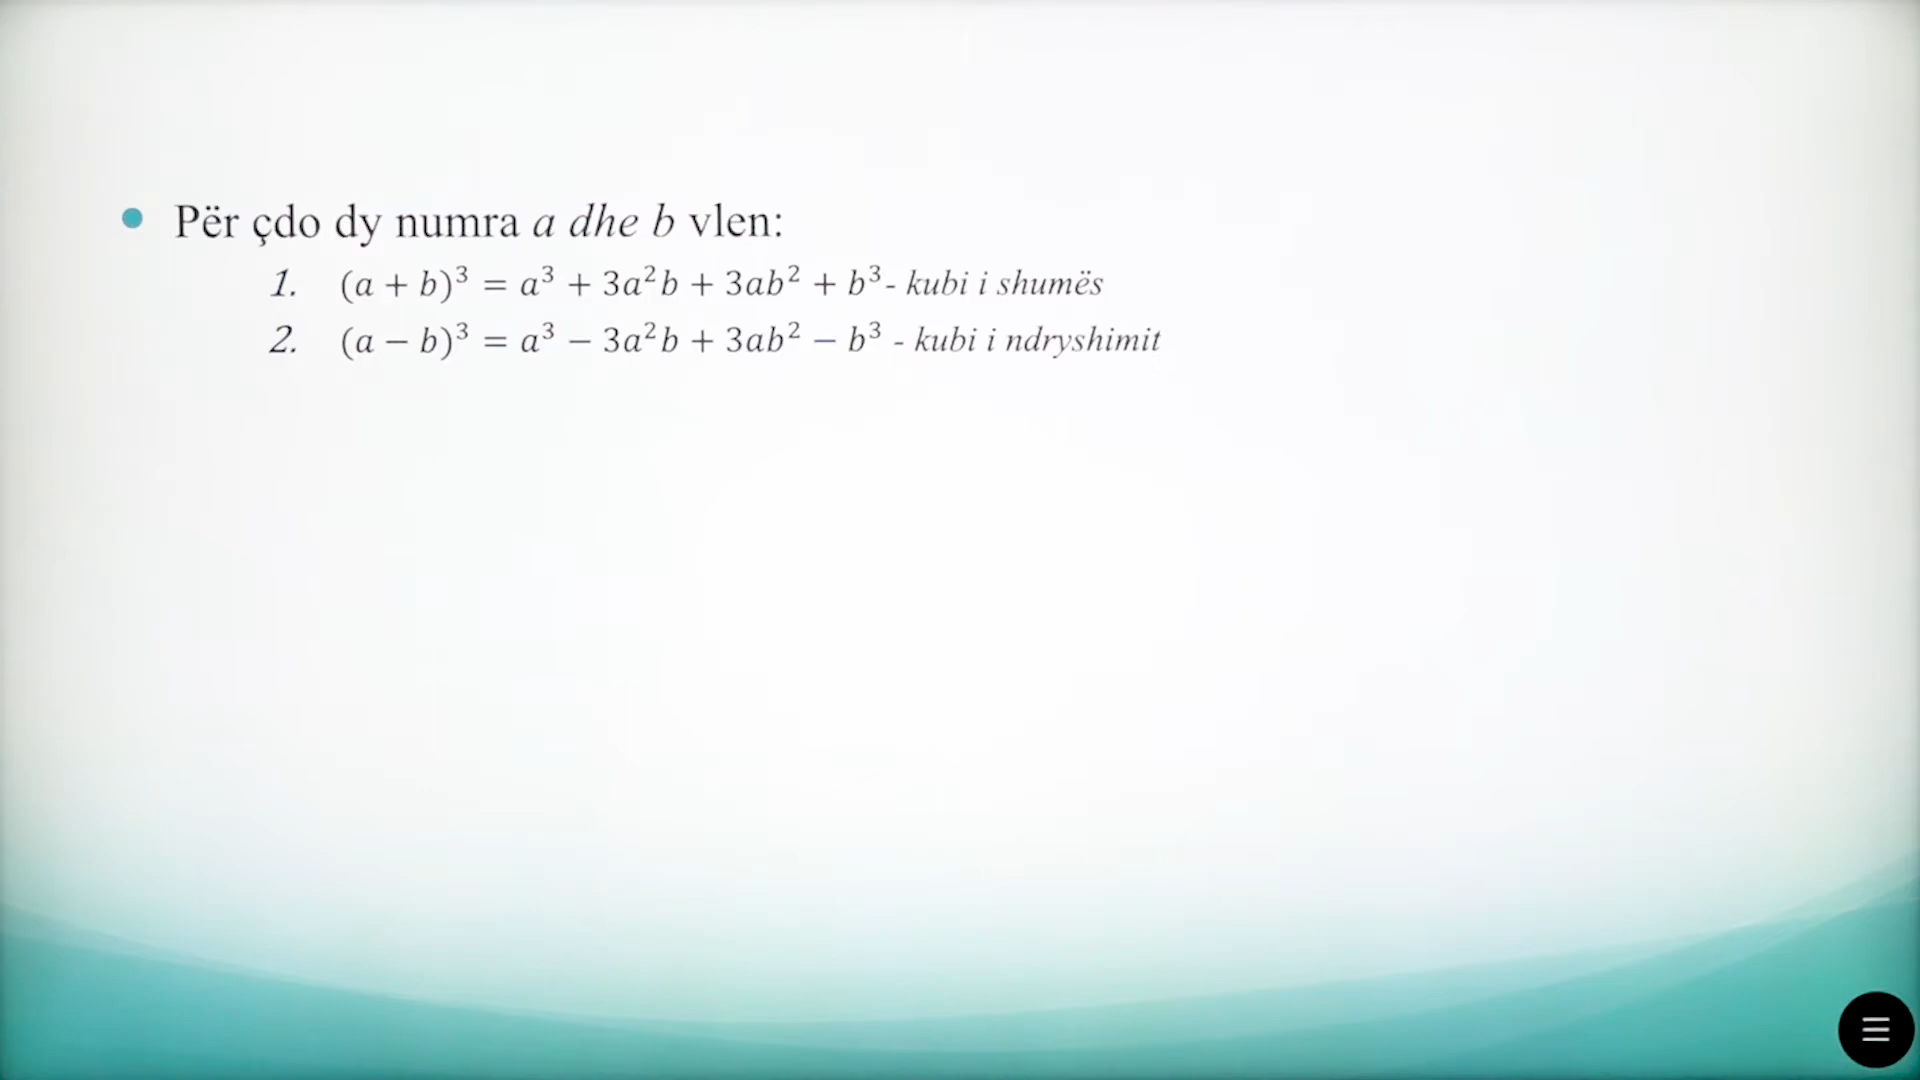 Për çdo dy numra a dhe b vlen:
1. (a + b)³ = a³ + 3a²b + 3ab² + b³- kubi i shumës
2. (a − b)³ = a³ − 3a²b + 3ab² − b³ - kubi i ndryshimit